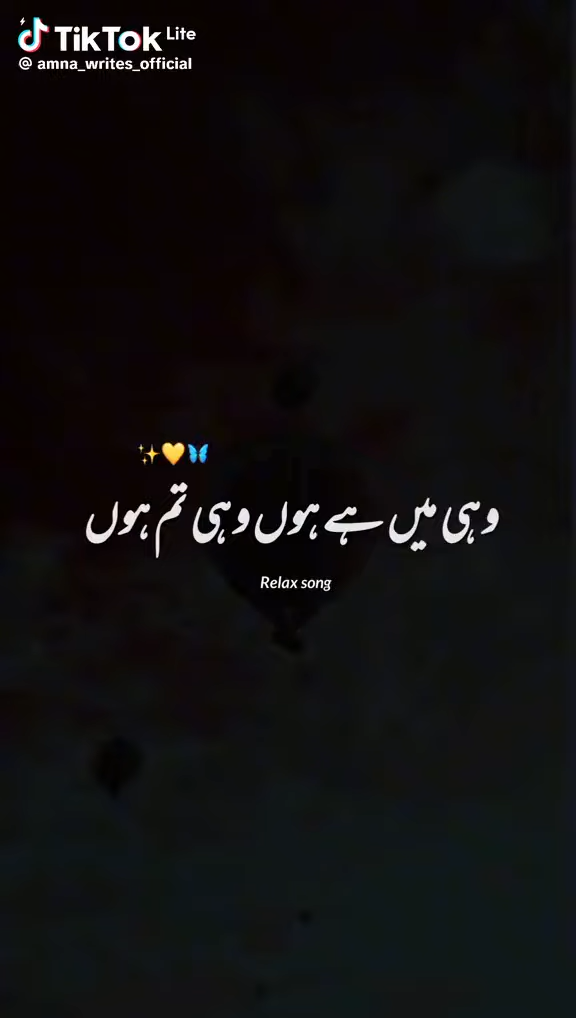 TikTok Lite
@ amna_writes_official
✨💛🦋
وہی میں ہے ہوں وہی تم ہوں
Relax song